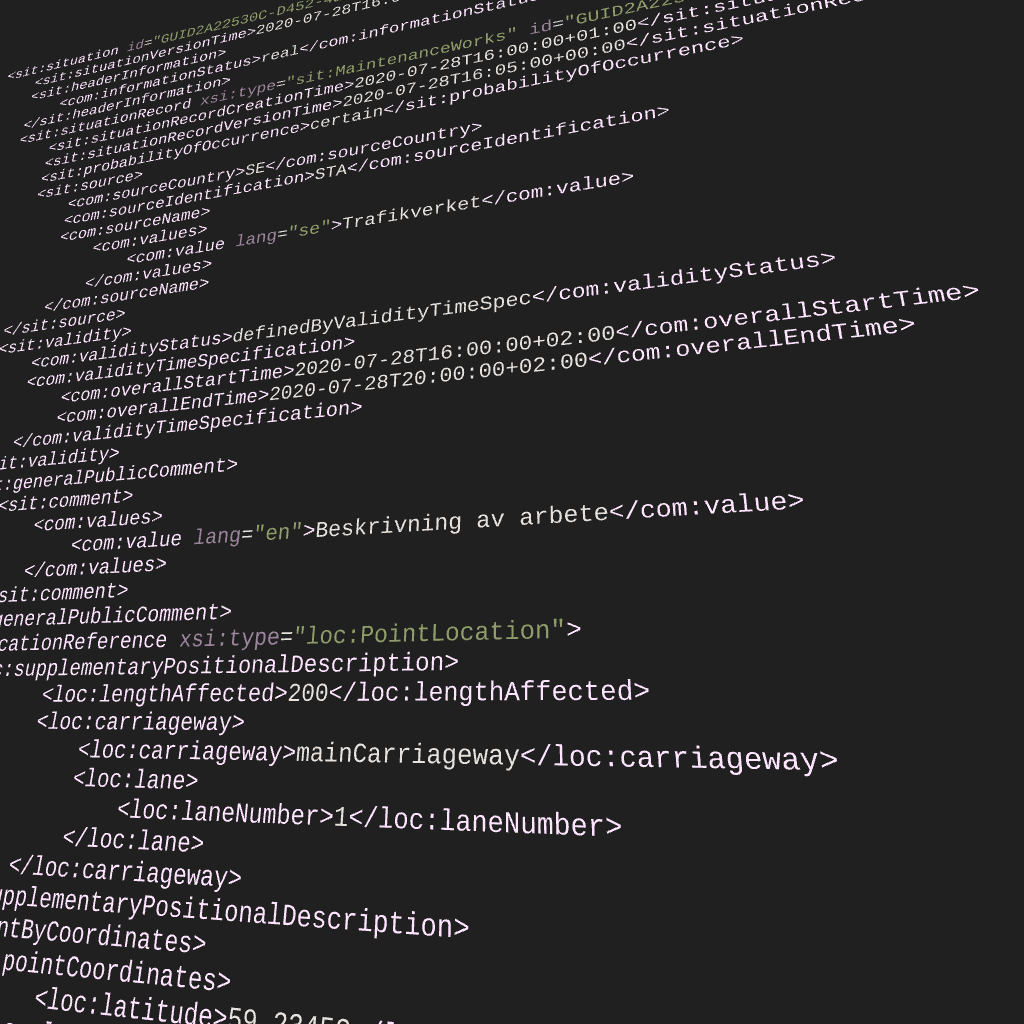 <sit:situation id="GUID2A22530C-D452-4
<sit:situationVersionTime>2020-07-28T16:0
<sit:headerInformation>
<com:informationStatus>real</com:informationStatus
</sit:headerInformation>
<sit:situationRecord xsi:type="sit:MaintenanceWorks" id="GUID2A225
<sit:situationRecordCreationTime>2020-07-28T16:00:00+01:00</sit:situa
<sit:situationRecordVersionTime>2020-07-28T16:05:00+00:00</sit:situationRec
<sit:probabilityOfOccurrence>certain</sit:probabilityOfOccurrence>
<sit:source>
<com:sourceCountry>SE</com:sourceCountry>
<com:sourceIdentification>STA</com:sourceIdentification>
<com:sourceName>
<com:values>
<com:value lang="se">Trafikverket</com:value>
</com:values>
</com:sourceName>
</sit:source>
<sit:validity>
<com:validityStatus>definedByValidityTimeSpec</com:validityStatus>
<com:validityTimeSpecification>
<com:overallStartTime>2020-07-28T16:00:00+02:00</com:overallStartTime>
<com:overallEndTime>2020-07-28T20:00:00+02:00</com:overallEndTime>
</com:validityTimeSpecification>
it:validity>
t:generalPublicComment>
<sit:comment>
<com:values>
<com:value lang="en">Beskrivning av arbete</com:value>
</com:values>
sit:comment>
generalPublicComment>
cationReference xsi:type="loc:PointLocation">
c:supplementaryPositionalDescription>
<loc:lengthAffected>200</loc:lengthAffected>
<loc:carriageway>
<loc:carriageway>mainCarriageway</loc:carriageway>
<loc:lane>
<loc:laneNumber>1</loc:laneNumber>
</loc:lane>
</loc:carriageway>
upplementaryPositionalDescription>
ntByCoordinates>
pointCoordinates>
<loc:latitude>59.